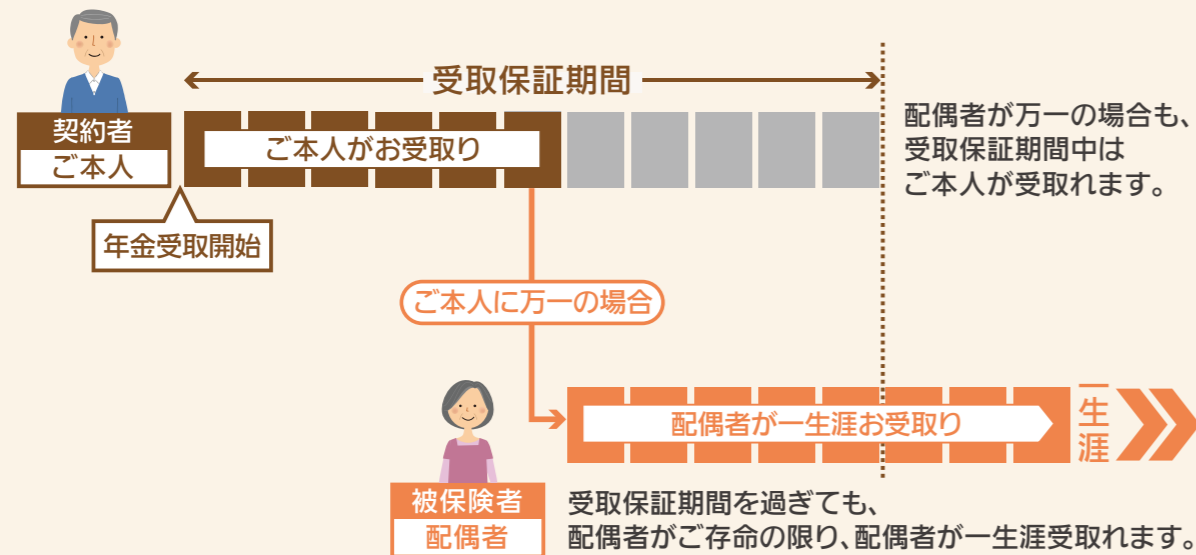 受取保証期間
契約者
ご本人
ご本人がお受取り
配偶者が万一の場合も、
受取保証期間中は
ご本人が受取れます。
年金受取開始
ご本人に万一の場合
配偶者が一生涯お受取り
一生涯
被保険者
配偶者
受取保証期間を過ぎても、
配偶者がご存命の限り、配偶者が一生涯受取れます。